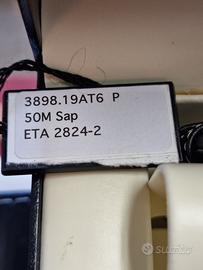 3898.19AT6 P
50M Sap
ETA 2824-2
subito